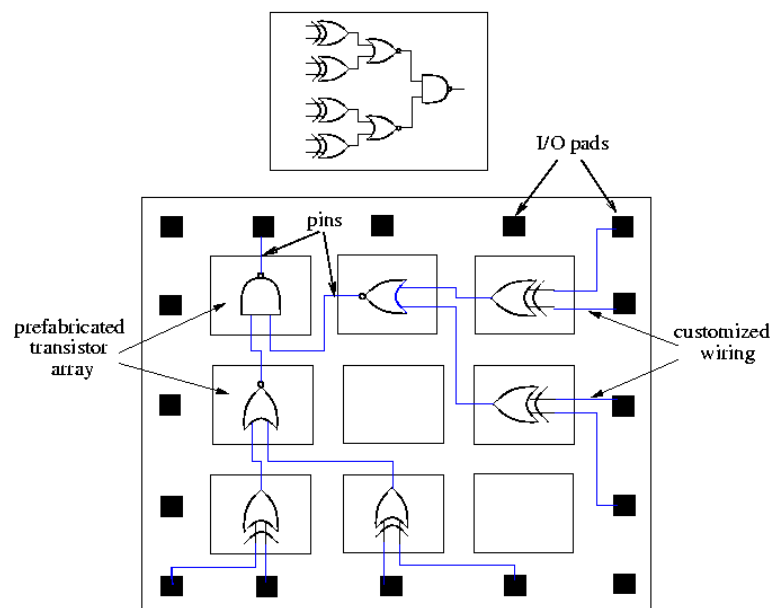 I/O pads
pins
prefabricated
transistor
array
customized
wiring